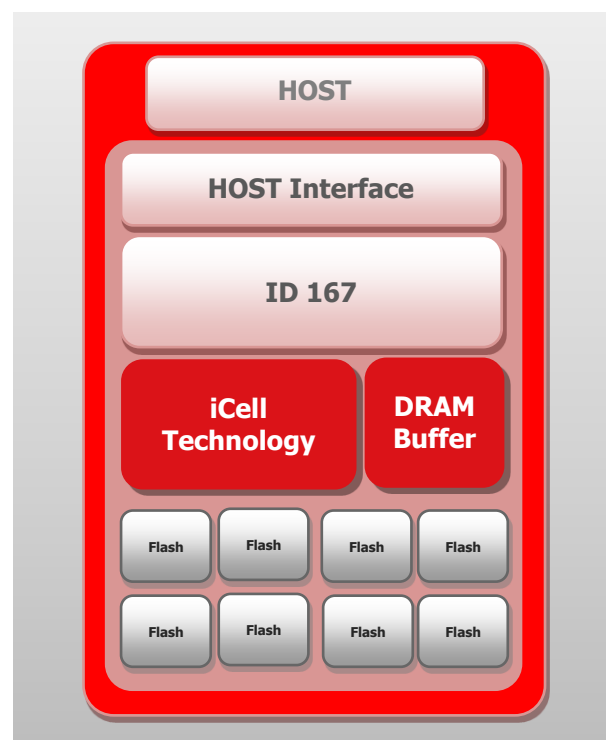 HOST
HOST Interface
ID 167
iCell
Technology
DRAM
Buffer
Flash Flash Flash Flash
Flash Flash Flash Flash